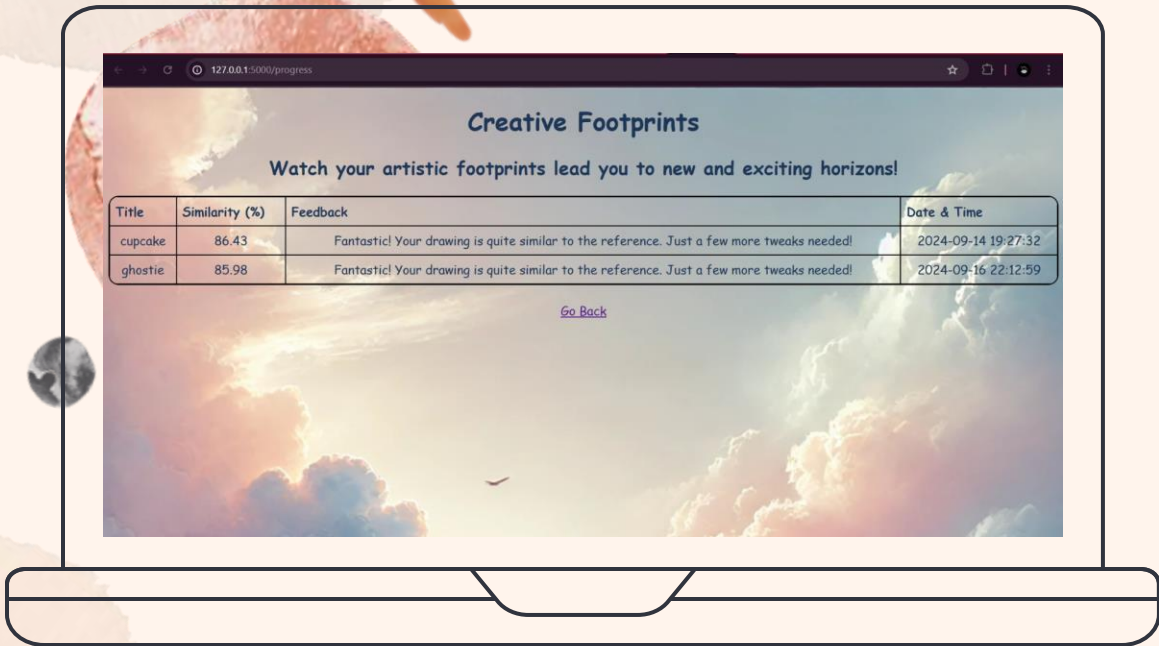 127.0.0.1:5000/progress
Creative Footprints
Watch your artistic footprints lead you to new and exciting horizons!
Title Similarity (%) Feedback Date & Time
cupcake 86.43 Fantastic! Your drawing is quite similar to the reference. Just a few more tweaks needed! 2024-09-14 19:27:32
ghostie 85.98 Fantastic! Your drawing is quite similar to the reference. Just a few more tweaks needed! 2024-09-16 22:12:59
Go Back